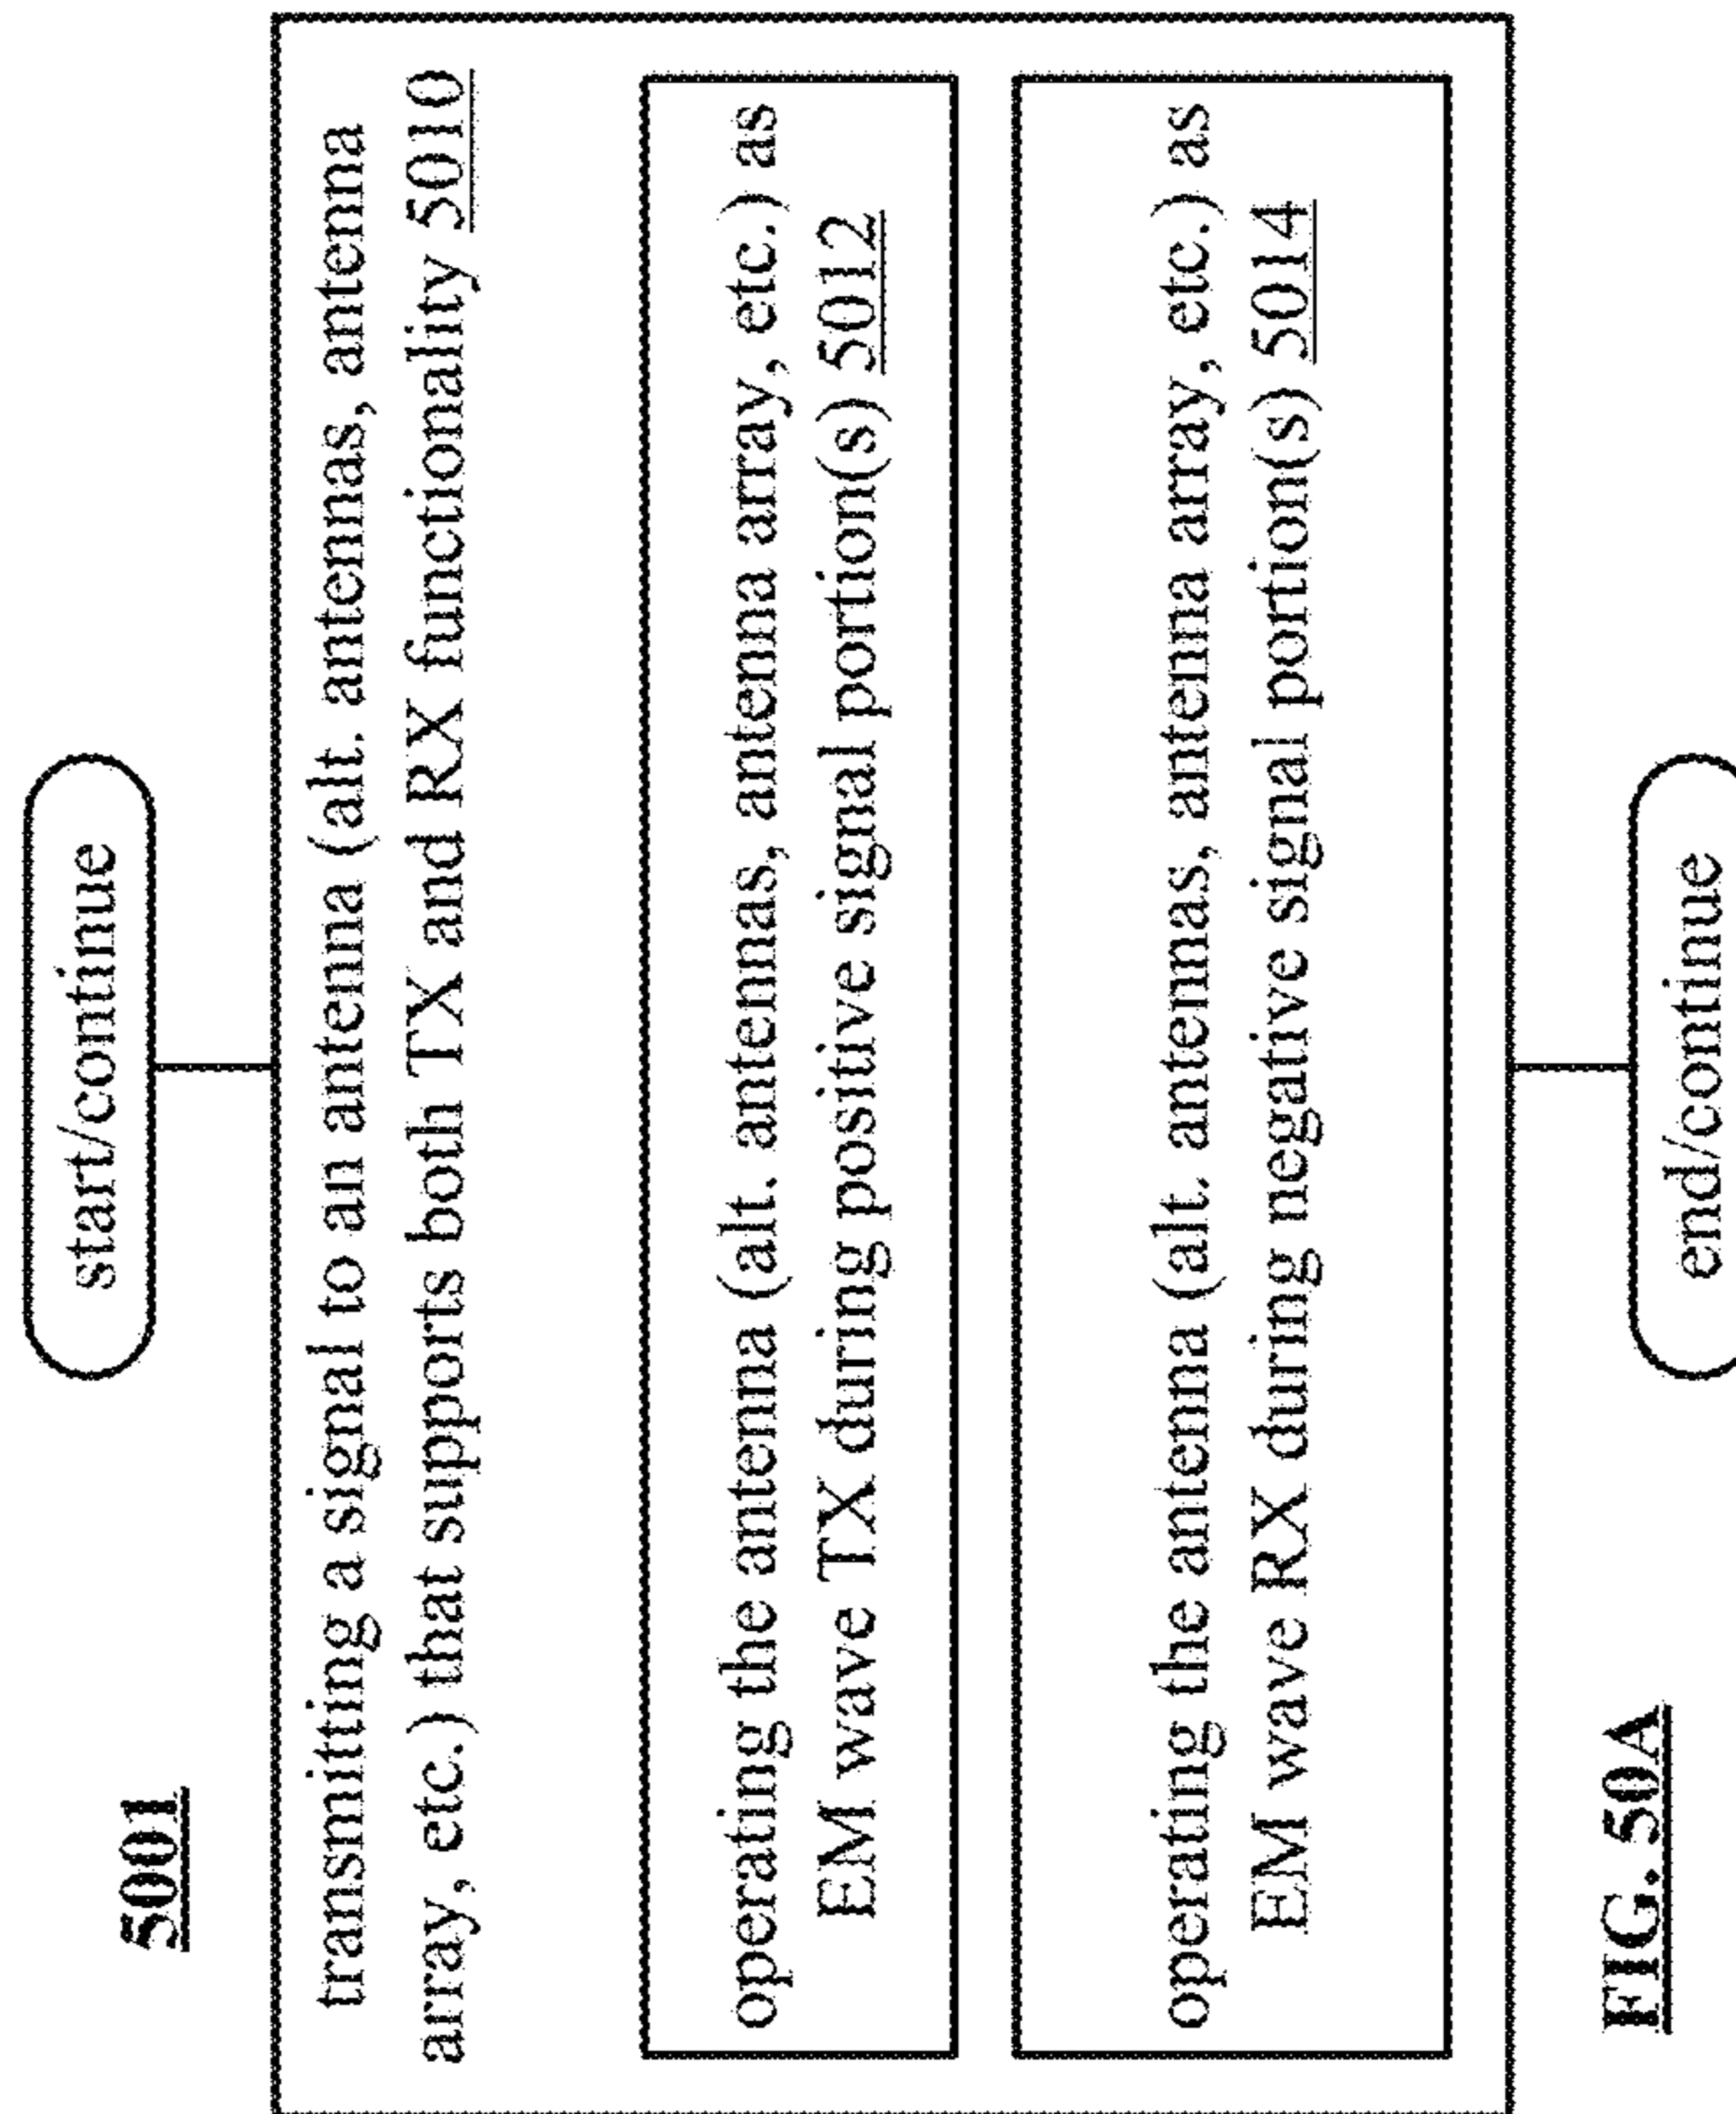 5001
start/continue
transmitting a signal to an antenna (alt. antennas, antenna
array, etc.) that supports both TX and RX functionality 5010
operating the antenna (alt. antennas, antenna array, etc.) as
EM wave TX during positive signal portion(s) 5012
operating the antenna (alt. antennas, antenna array, etc.) as
EM wave RX during negative signal portion(s) 5014
end/continue
FIG. 50A